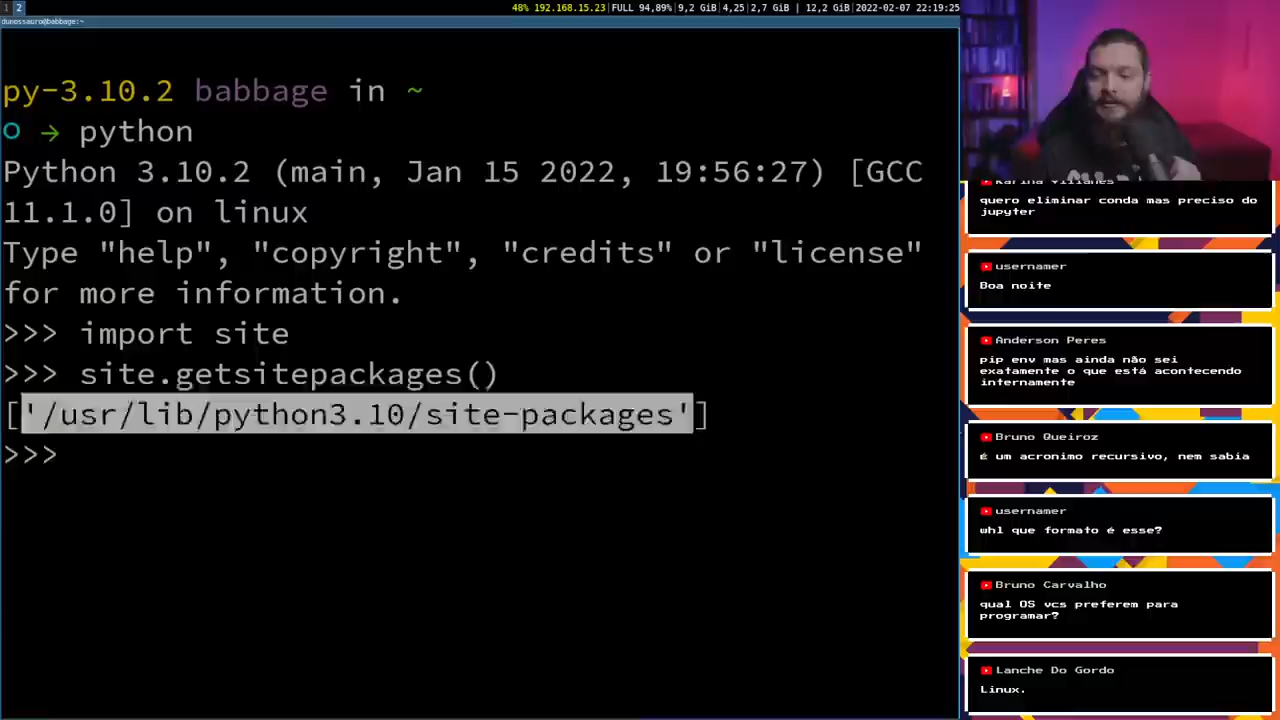 1 2
48% 192.168.15.23|FULL 94,89%|9,2 GiB|4,25|2,7 GiB | 12,2 GiB|2022-02-07 22:19:25
dunossauro@babbage:~
py-3.10.2 babbage in ~
o → python
Python 3.10.2 (main, Jan 15 2022, 19:56:27) [GCC
11.1.0] on linux
Type "help", "copyright", "credits" or "license"
for more information.
>>> import site
>>> site.getsitepackages()
['/usr/lib/python3.10/site-packages']
>>>
quero eliminar conda mas preciso do
jupyter
usernamer
Boa noite
Anderson Peres
pip env mas ainda não sei
exatamente o que está acontecendo
internamente
Bruno Queiroz
É um acronimo recursivo, nem sabia
usernamer
whl que formato é esse?
Bruno Carvalho
qual OS vcs preferem para
programar?
Lanche Do Gordo
Linux.